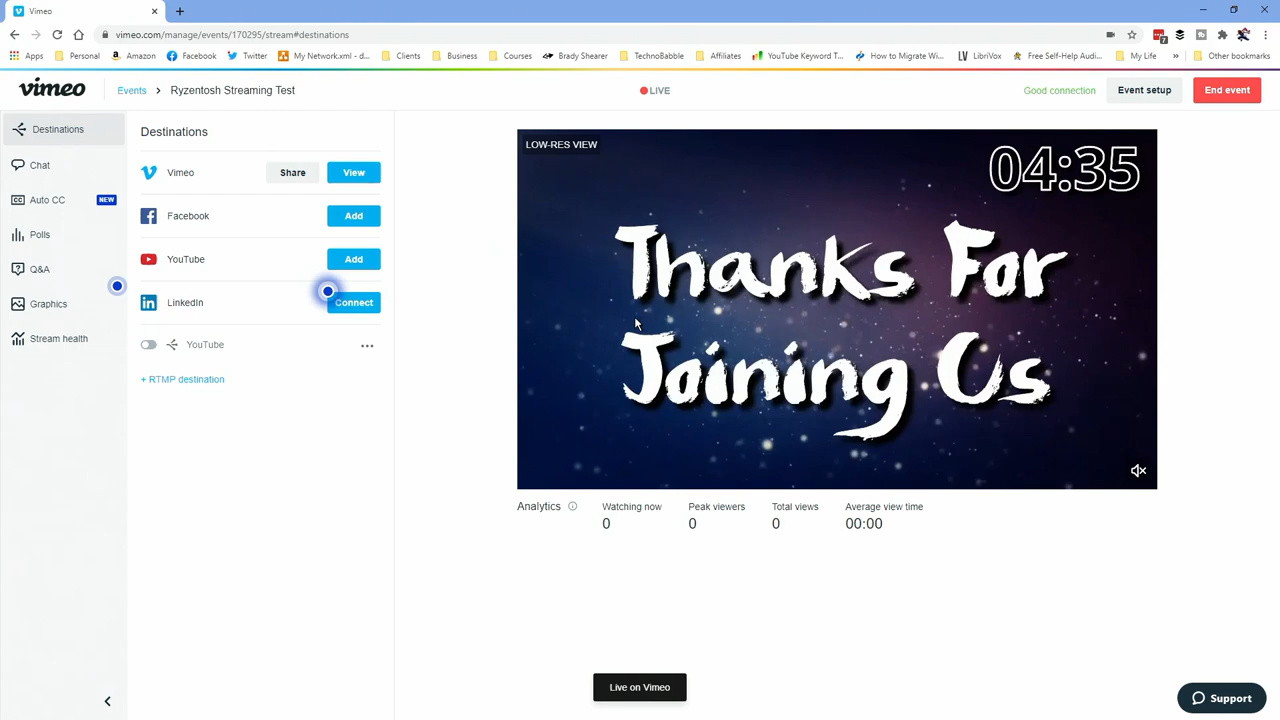 Vimeo
vimeo.com/manage/events/170295/stream#destinations
Apps Personal Amazon Facebook Twitter My Network.xml - d... Clients Business Courses Brady Shearer TechnoBabble Affiliates YouTube Keyword T... How to Migrate Wi... LibriVox Free Self-Help Audi... My Life » Other bookmarks
vimeo Events > Ryzentosh Streaming Test LIVE Good connection Event setup End event
Destinations
Chat
Auto CC NEW
Polls
Q&A
Graphics
Stream health
Destinations
Vimeo Share View
Facebook Add
YouTube Add
LinkedIn Connect
YouTube ...
+ RTMP destination
LOW-RES VIEW
04:35
Thanks For
Joining Us
Analytics Watching now Peak viewers Total views Average view time
0 0 0 00:00
Live on Vimeo
Support